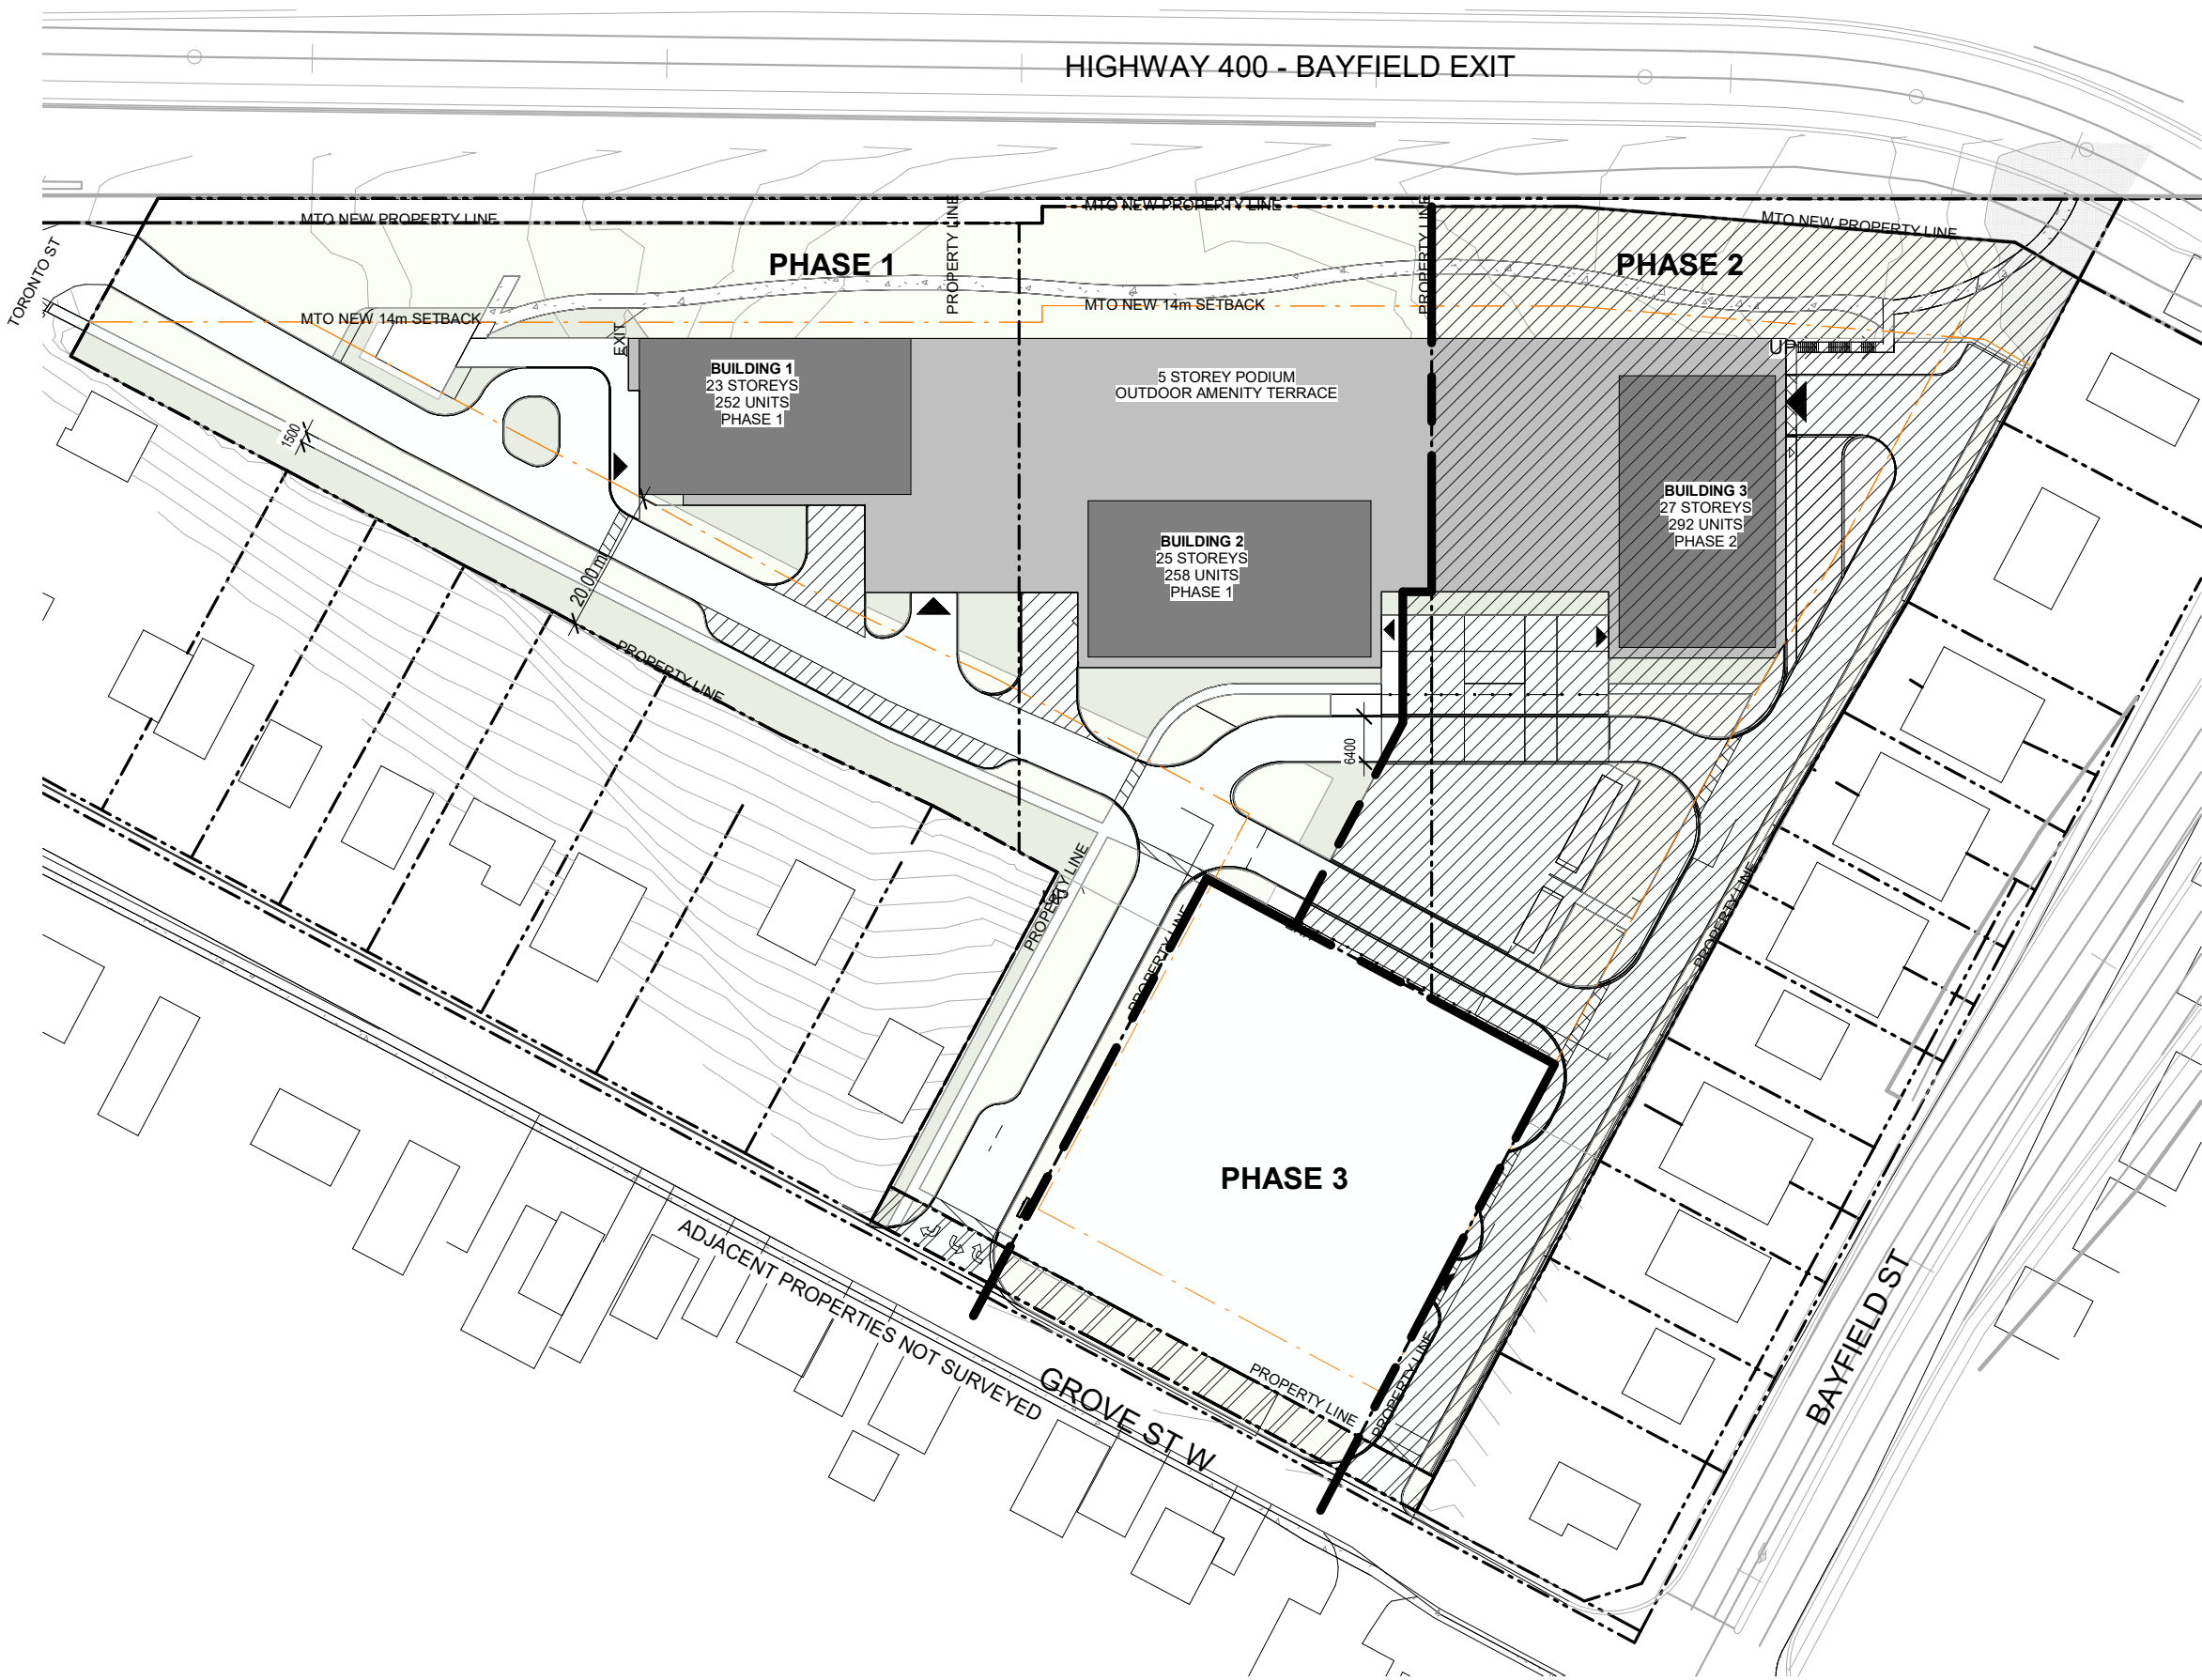 HIGHWAY 400 - BAYFIELD EXIT
MTO NEW PROPERTY LINE
MTO NEW PROPERTY LINE
MTO NEW PROPERTY LINE
TORONTO ST
PHASE 1
PROPERTY LINE
PROPERTY LINE
PHASE 2
MTO NEW 14m SETBACK
MTO NEW 14m SETBACK
EXIT
UP
BUILDING 1
23 STOREYS
252 UNITS
PHASE 1
5 STOREY PODIUM
OUTDOOR AMENITY TERRACE
1500
BUILDING 3
27 STOREYS
292 UNITS
PHASE 2
BUILDING 2
25 STOREYS
258 UNITS
PHASE 1
20.00 m
PROPERTY LINE
6400
PROPERTY LINE
PROPERTY LINE
PROPERTY LINE
PHASE 3
ADJACENT PROPERTIES NOT SURVEYED
GROVE ST W
PROPERTY LINE
PROPERTY LINE
BAYFIELD ST